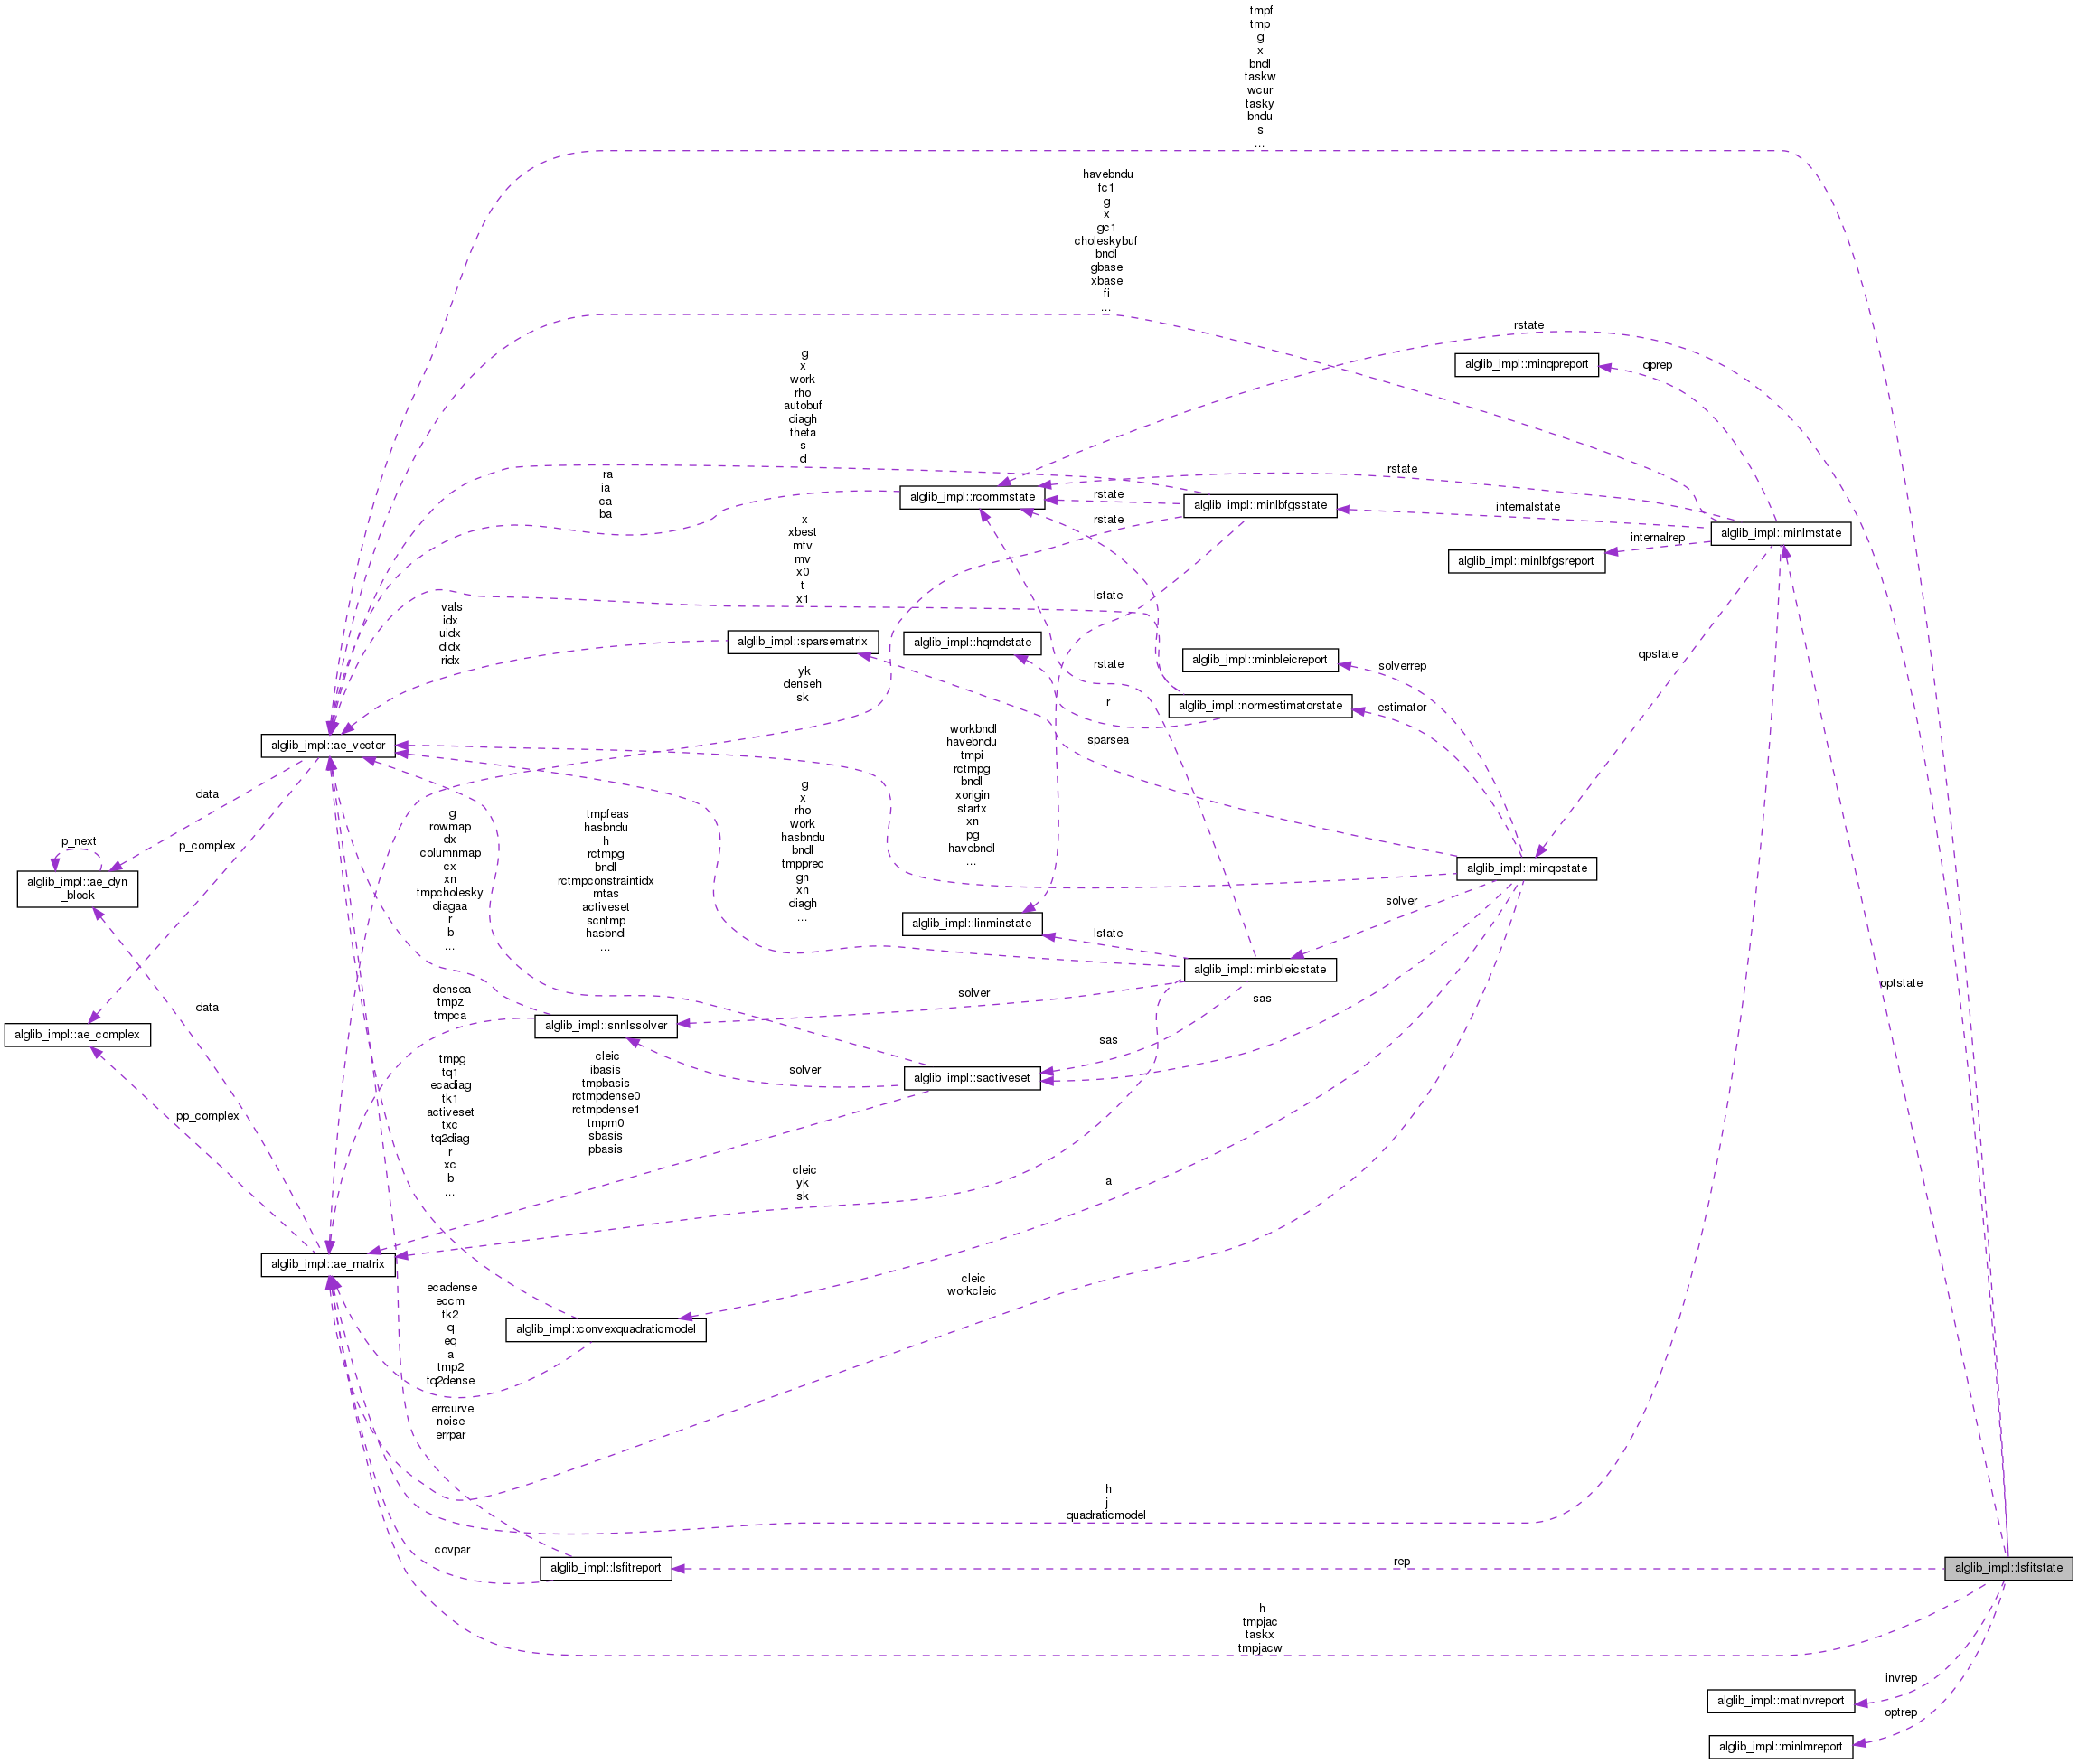 tmpf
tmp
g
x
bndl
taskw
wcur
tasky
bndu
s
...
havebndu
fc1
g
x
gc1
choleskybuf
bndl
gbase
xbase
fi
...
rstate
alglib_impl::minqpreport
qprep
g
x
work
rho
autobuf
diagh
theta
s
d
rstate
ra
ia
ca
ba
alglib_impl::rcommstate
rstate
alglib_impl::minlbfgsstate
internalstate
alglib_impl::minlmstate
rstate
internalrep
alglib_impl::minlbfgsreport
x
xbest
mtv
mv
x0
t
x1
lstate
vals
idx
uidx
didx
ridx
alglib_impl::sparsematrix
alglib_impl::hqrndstate
alglib_impl::minbleicreport
solverrep
qpstate
yk
denseh
sk
rstate
r
alglib_impl::normestimatorstate
estimator
sparsea
alglib_impl::ae_vector
workbndl
havebndu
tmpi
rctmpg
bndl
xorigin
startx
xn
pg
havebndl
...
data
p_next
alglib_impl::ae_dyn
_block
p_complex
g
rowmap
dx
columnmap
cx
xn
tmpcholesky
diagaa
r
b
...
tmpfeas
hasbndu
h
rctmpg
bndl
rctmpconstraintidx
mtas
activeset
scntmp
hasbndl
...
g
x
rho
work
hasbndu
bndl
tmpprec
gn
xn
diagh
...
alglib_impl::minqpstate
solver
alglib_impl::linminstate
lstate
alglib_impl::minbleicstate
optstate
data
densea
tmpz
tmpca
solver
sas
alglib_impl::ae_complex
alglib_impl::snnlssolver
sas
tmpg
tq1
ecadiag
tk1
activeset
txc
tq2diag
r
xc
b
...
cleic
ibasis
tmpbasis
rctmpdense0
rctmpdense1
tmpm0
sbasis
pbasis
solver
alglib_impl::sactiveset
pp_complex
cleic
yk
sk
a
alglib_impl::ae_matrix
cleic
workcleic
ecadense
eccm
tk2
q
eq
a
tmp2
tq2dense
alglib_impl::convexquadraticmodel
errcurve
noise
errpar
h
j
quadraticmodel
covpar
alglib_impl::lsfitreport
rep
alglib_impl::lsfitstate
h
tmpjac
taskx
tmpjacw
invrep
alglib_impl::matinvreport
optrep
alglib_impl::minlmreport